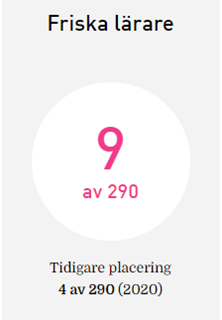 Friska lärare
9
av 290
Tidigare placering
4 av 290 (2020)